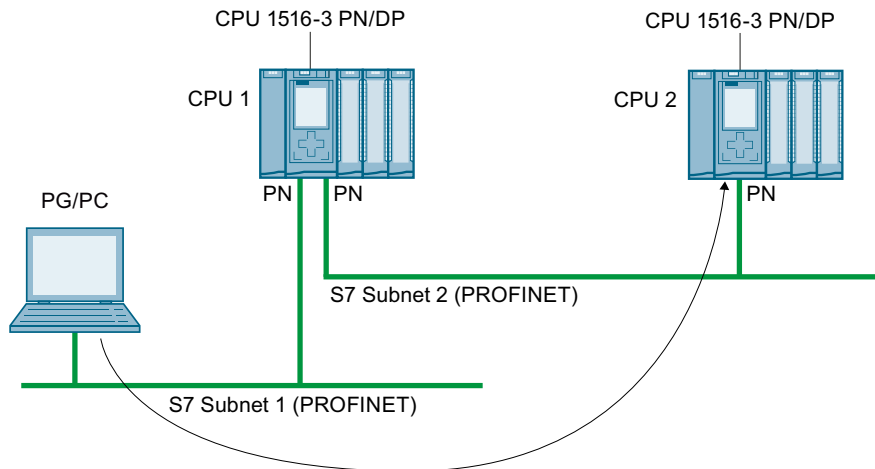 CPU 1516-3 PN/DP
CPU 1516-3 PN/DP
CPU 1
CPU 2
PN
PN
PN
PG/PC
S7 Subnet 2 (PROFINET)
S7 Subnet 1 (PROFINET)